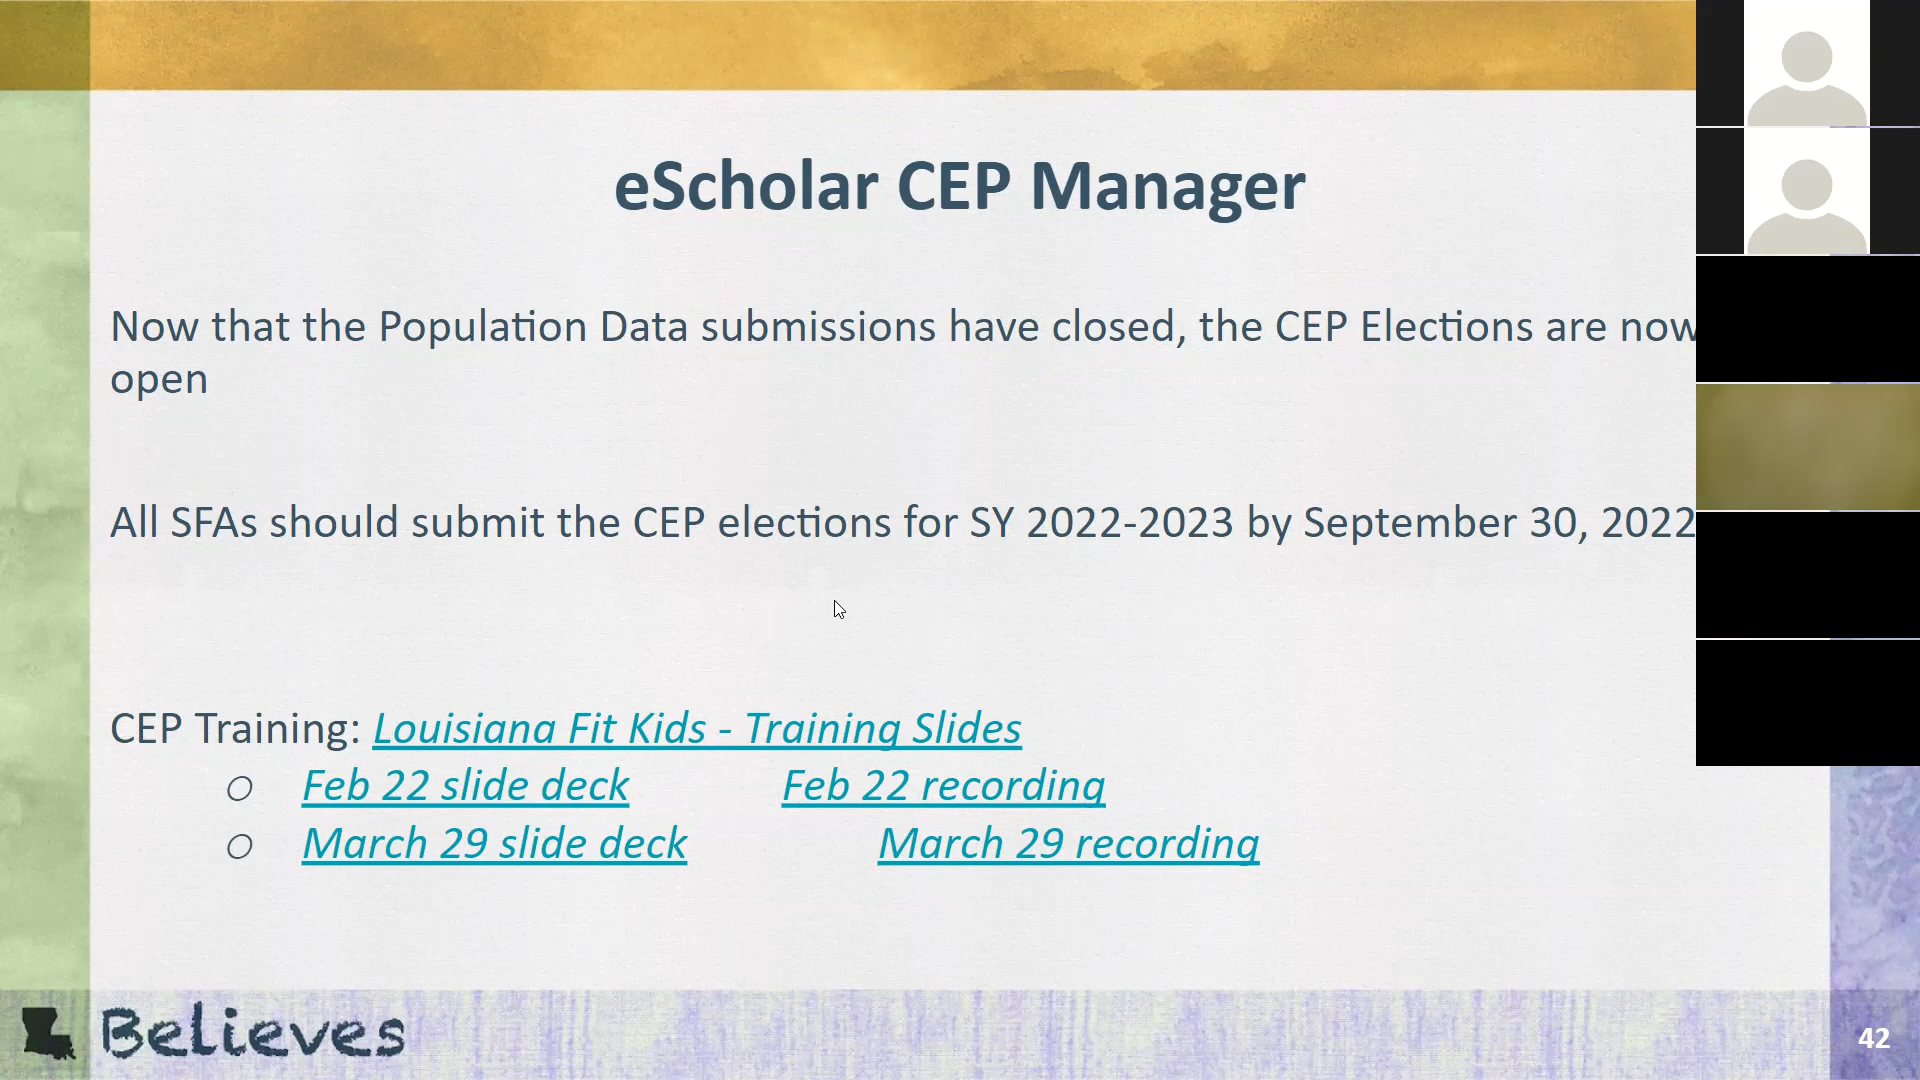 eScholar CEP Manager
Now that the Population Data submissions have closed, the CEP Elections are now
open
All SFAs should submit the CEP elections for SY 2022-2023 by September 30, 2022
CEP Training: Louisiana Fit Kids - Training Slides
○ Feb 22 slide deck Feb 22 recording
○ March 29 slide deck March 29 recording
Believes
42